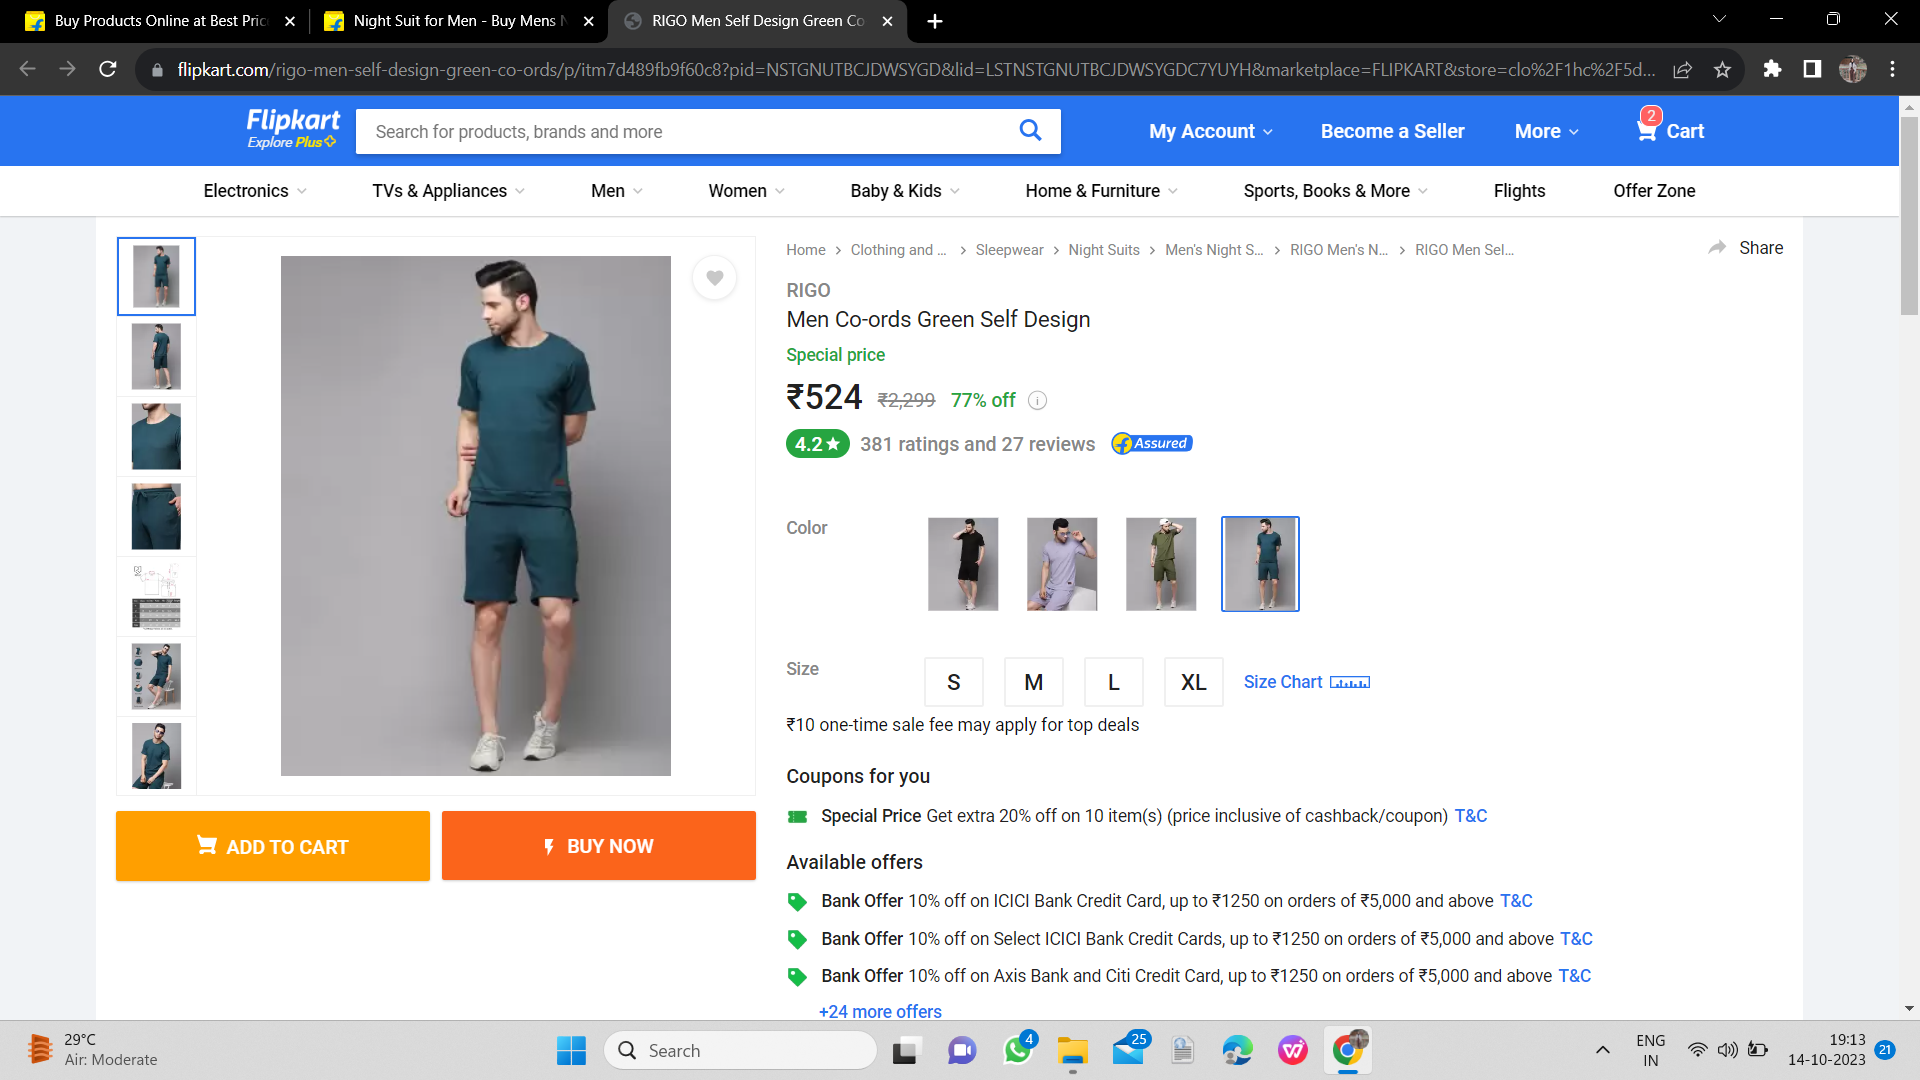 Buy Products Online at Best Pric
Night Suit for Men - Buy Mens N
RIGO Men Self Design Green Co
flipkart.com/rigo-men-self-design-green-co-ords/p/itm7d489fb9f60c8?pid=NSTGNUTBCJDWSYGD&lid=LSTNSTGNUTBCJDWSYGDC7YUYH&marketplace=FLIPKART&store=clo%2F1hc%2F5d...
Flipkart
Explore Plus
Search for products, brands and more
My Account
Become a Seller
More
2
Cart
Electronics
TVs & Appliances
Men
Women
Baby & Kids
Home & Furniture
Sports, Books & More
Flights
Offer Zone
Home > Clothing and ... > Sleepwear > Night Suits > Men's Night S... > RIGO Men's N... > RIGO Men Sel...
Share
RIGO
Men Co-ords Green Self Design
Special price
₹524 ₹2,299 77% off
4.2★ 381 ratings and 27 reviews Assured
Color
Size
S
M
L
XL
Size Chart
₹10 one-time sale fee may apply for top deals
Coupons for you
Special Price Get extra 20% off on 10 item(s) (price inclusive of cashback/coupon) T&C
ADD TO CART
BUY NOW
Available offers
Bank Offer 10% off on ICICI Bank Credit Card, up to ₹1250 on orders of ₹5,000 and above T&C
Bank Offer 10% off on Select ICICI Bank Credit Cards, up to ₹1250 on orders of ₹5,000 and above T&C
Bank Offer 10% off on Axis Bank and Citi Credit Card, up to ₹1250 on orders of ₹5,000 and above T&C
+24 more offers
29°C
Air: Moderate
Search
4
25
ENG
IN
19:13
14-10-2023
21